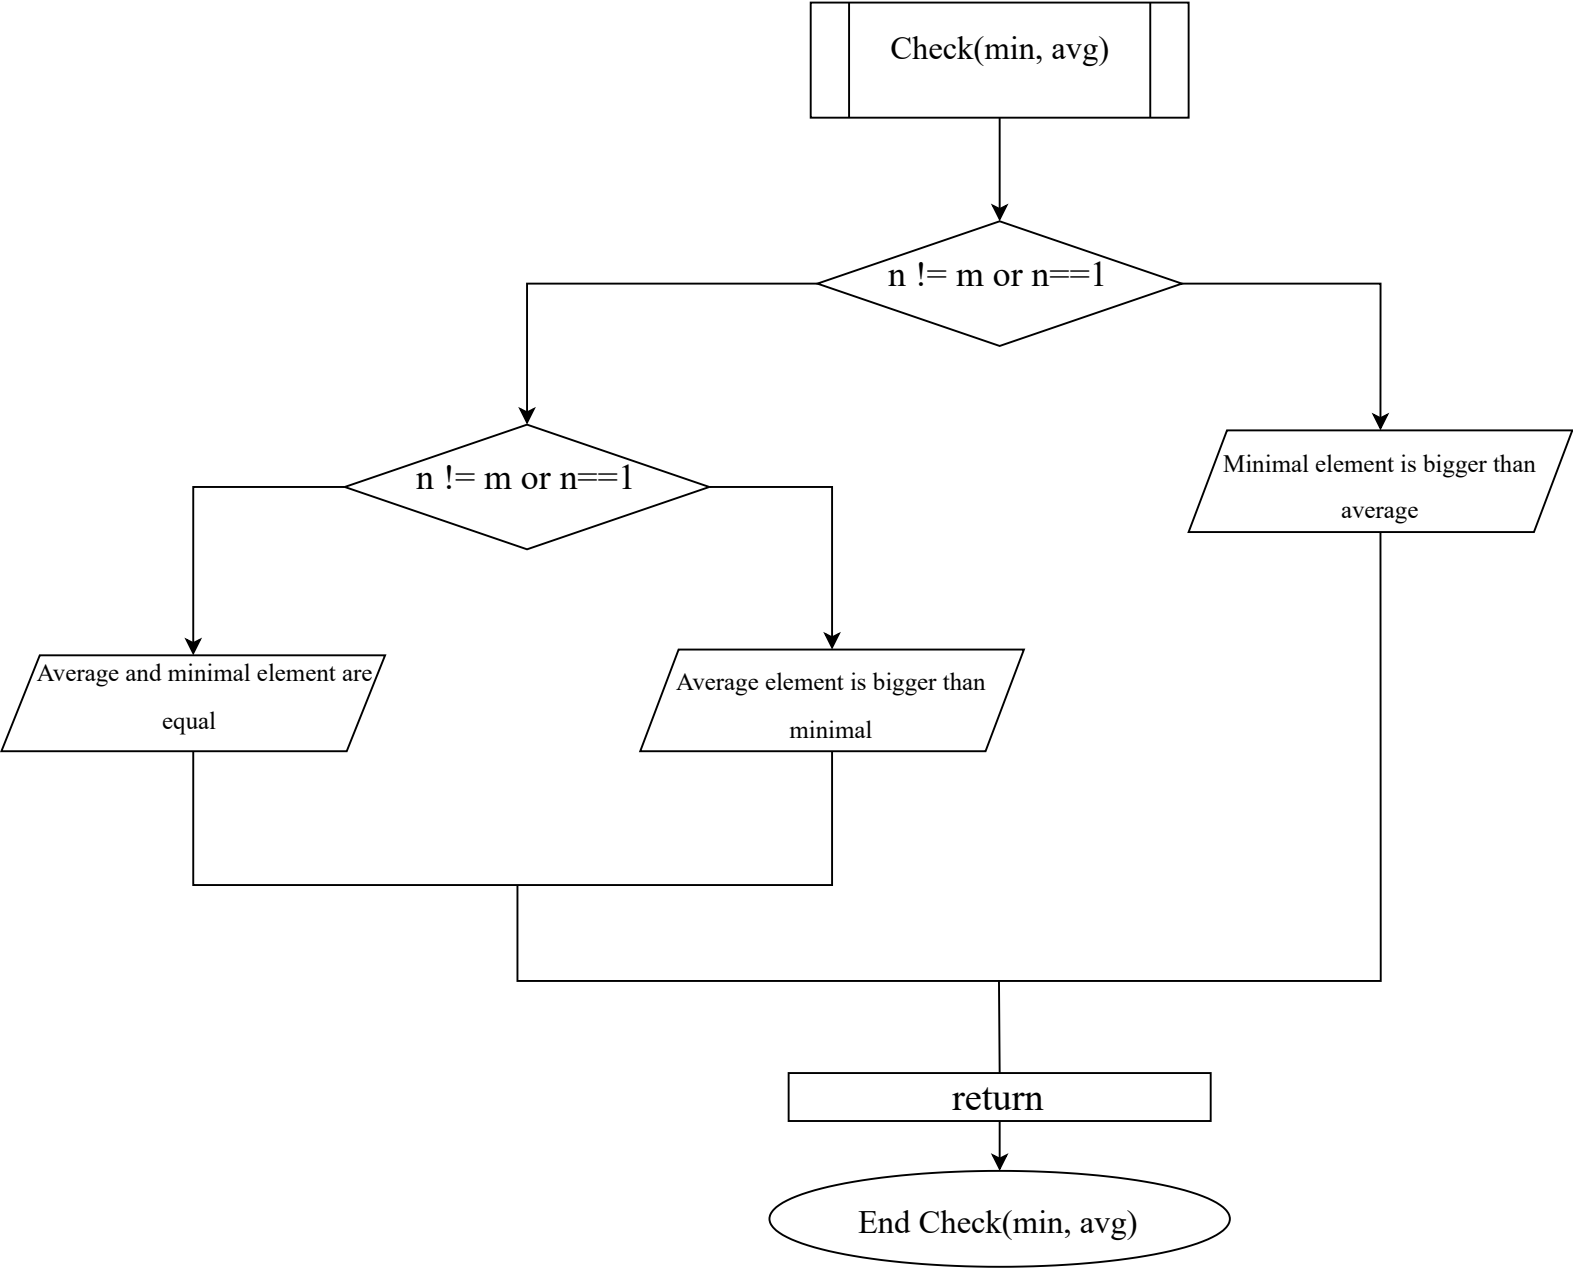 Check(min, avg)
n != m or n==1
n != m or n==1
Minimal element is bigger than
average
Average and minimal element are
equal
Average element is bigger than
minimal
return
End Check(min, avg)